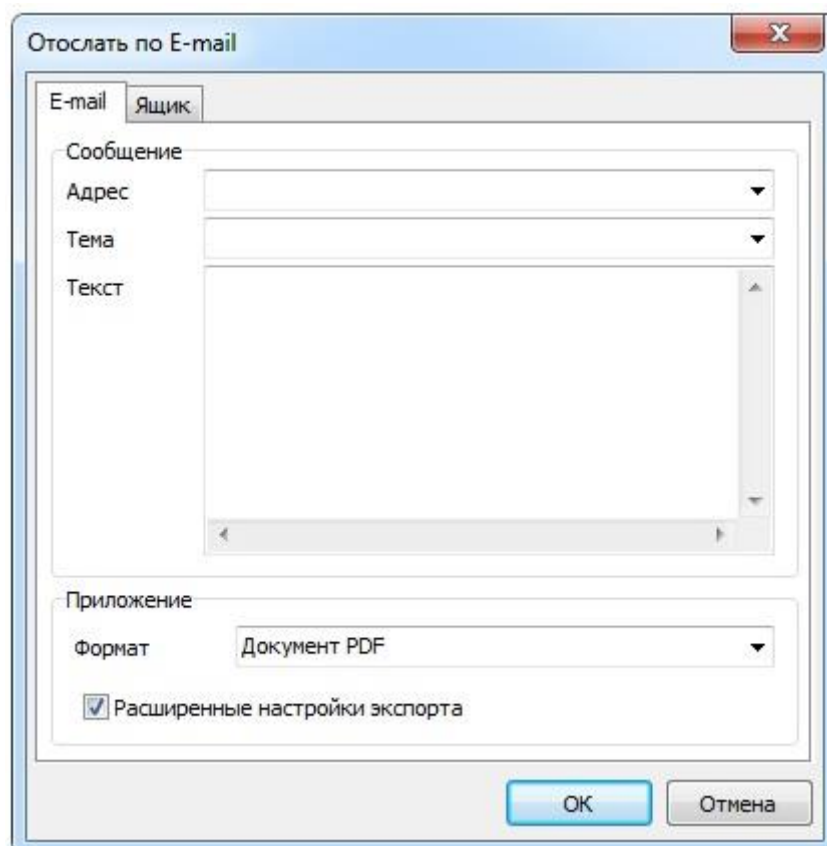 Отослать по E-mail
E-mail Ящик
Сообщение
Адрес
Тема
Текст
Приложение
Формат Документ PDF
Расширенные настройки экспорта
OK Отмена